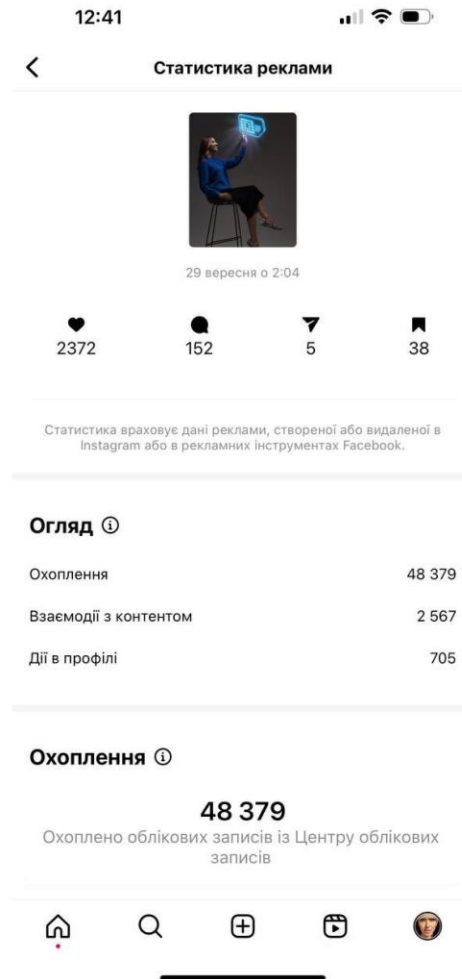 12:41
Статистика реклами
29 вересня о 2:04
2372
152
5
38
Статистика враховує дані реклами, створеної або видаленої в
Instagram або в рекламних інструментах Facebook.
Огляд
Охоплення 48 379
Взаємодії з контентом 2 567
Дії в профілі 705
Охоплення
48 379
Охоплено облікових записів із Центру облікових
записів